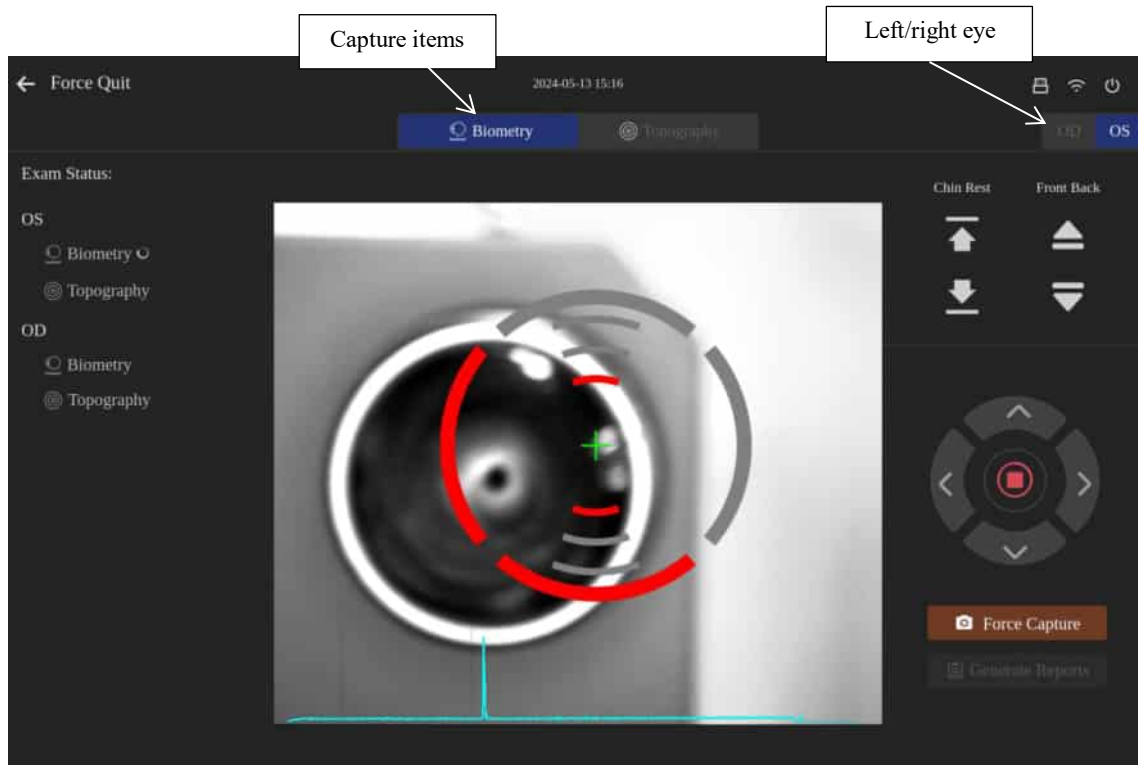 Capture items
Left/right eye
Force Quit
2024-05-13 15:16
Biometry
Topography
OD
OS
Exam Status:
Chin Rest
Front Back
OS
Biometry
Topography
OD
Biometry
Topography
Force Capture
Generate Reports